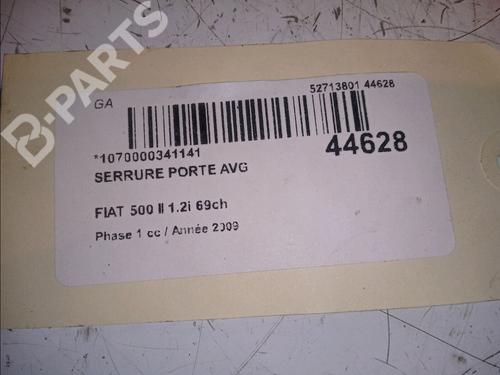 B-PARTS
GA
52713801 44628
*1070000341141
44628
SERRURE PORTE AVG
FIAT 500 II 1.2i 69ch
Phase 1 cc / Année 2009